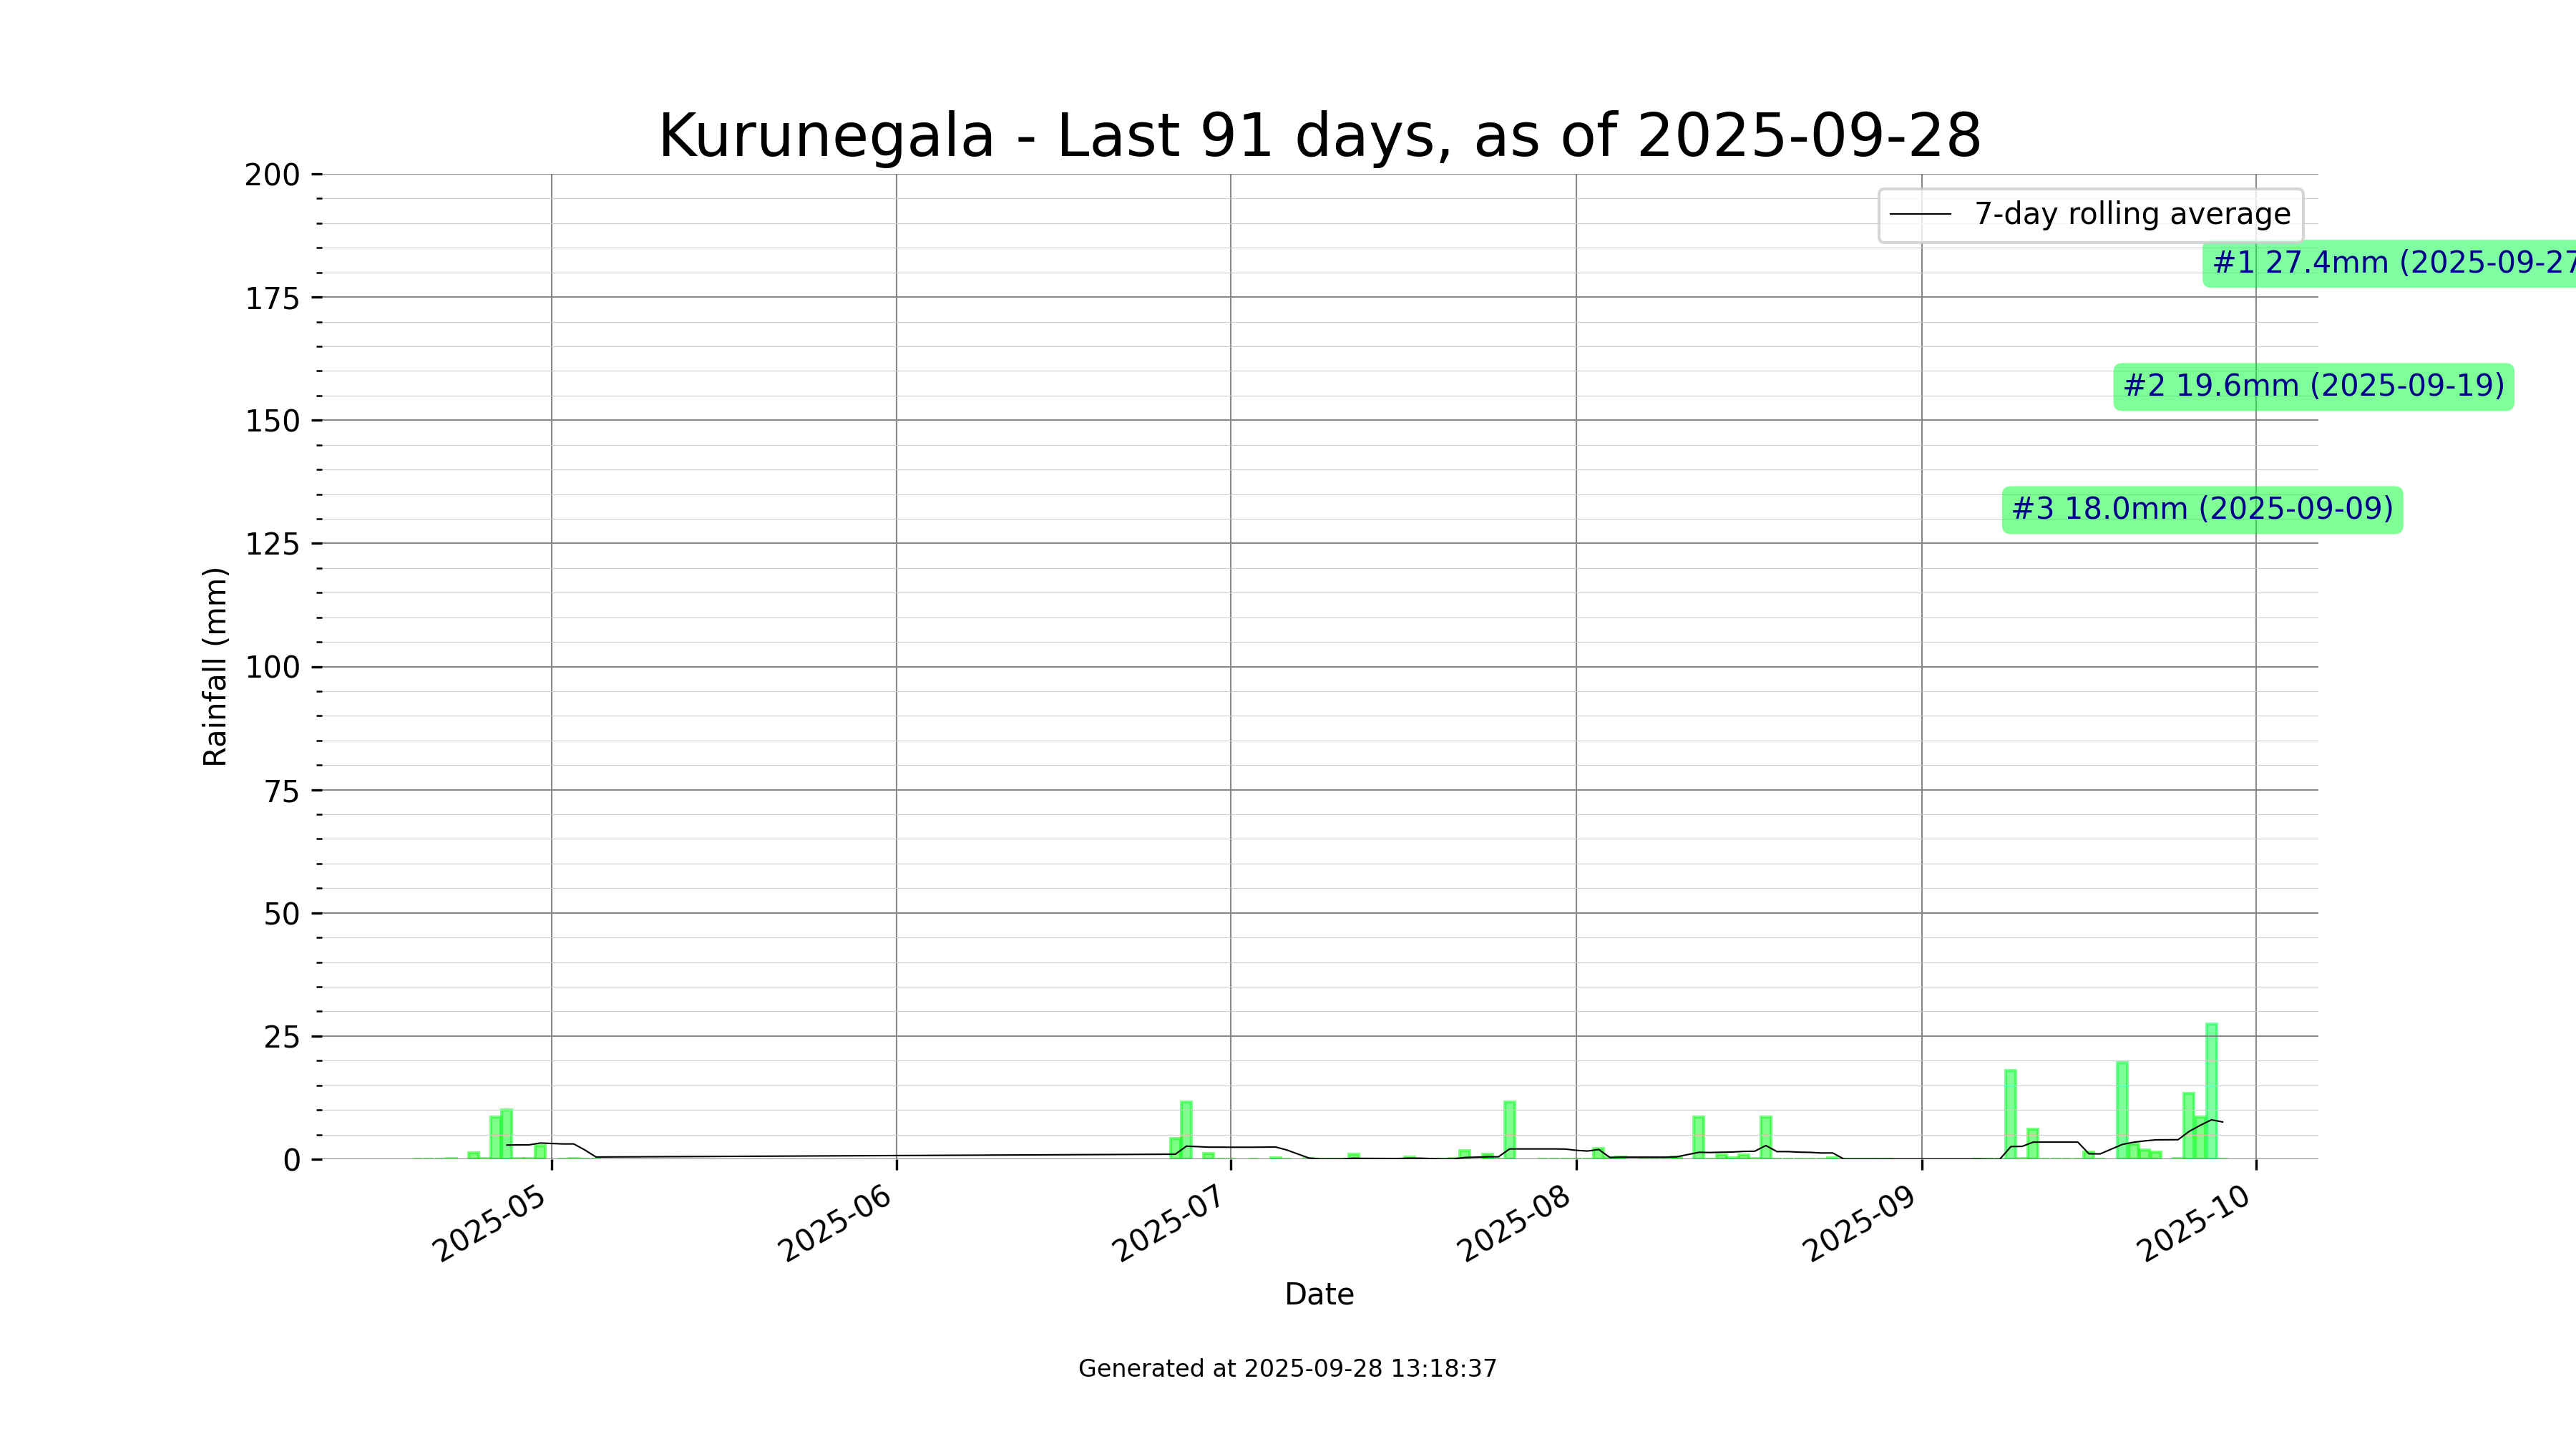 Kurunegala - Last 91 days, as of 2025-09-28
200
175
150
125
100
75
50
25
0
Rainfall (mm)
7-day rolling average
#1 27.4mm (2025-09-27
#2 19.6mm (2025-09-19)
#3 18.0mm (2025-09-09)
2025-05
2025-06
2025-07
2025-08
2025-09
2025-10
Date
Generated at 2025-09-28 13:18:37